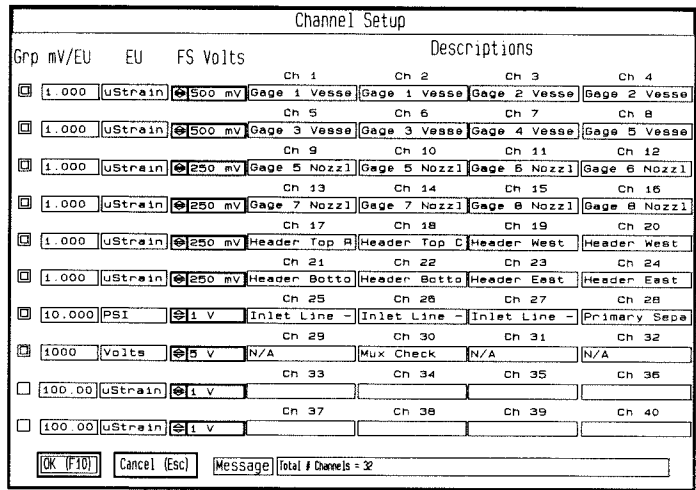 Channel Setup
Grp mV/EU EU FS Volts Descriptions
Ch 1 Ch 2 Ch 3 Ch 4
1.000 uStrain 500 mV Gage 1 Vesse Gage 1 Vesse Gage 2 Vesse Gage 2 Vesse
Ch 5 Ch 6 Ch 7 Ch 8
1.000 uStrain 500 mV Gage 3 Vesse Gage 3 Vesse Gage 4 Vesse Gage 5 Vesse
Ch 9 Ch 10 Ch 11 Ch 12
1.000 uStrain 250 mV Gage 5 Nozzl Gage 5 Nozzl Gage 6 Nozzl Gage 6 Nozzl
Ch 13 Ch 14 Ch 15 Ch 16
1.000 uStrain 250 mV Gage 7 Nozzl Gage 7 Nozzl Gage 8 Nozzl Gage 8 Nozzl
Ch 17 Ch 18 Ch 19 Ch 20
1.000 uStrain 250 mV Header Top Header Top C Header West Header West
Ch 21 Ch 22 Ch 23 Ch 24
1.000 uStrain 250 mV Header Botto Header Botto Header East Header East
Ch 25 Ch 26 Ch 27 Ch 28
10.000 PSI 1 V Inlet Line - Inlet Line - Inlet Line - Primary Sepa
Ch 29 Ch 30 Ch 31 Ch 32
1000 Volts 5 V N/A Mux Check N/A N/A
Ch 33 Ch 34 Ch 35 Ch 36
100.00 uStrain 1 V
Ch 37 Ch 38 Ch 39 Ch 40
100.00 uStrain 1 V
OK (F10) Cancel (Esc) Message Total # Channels = 32